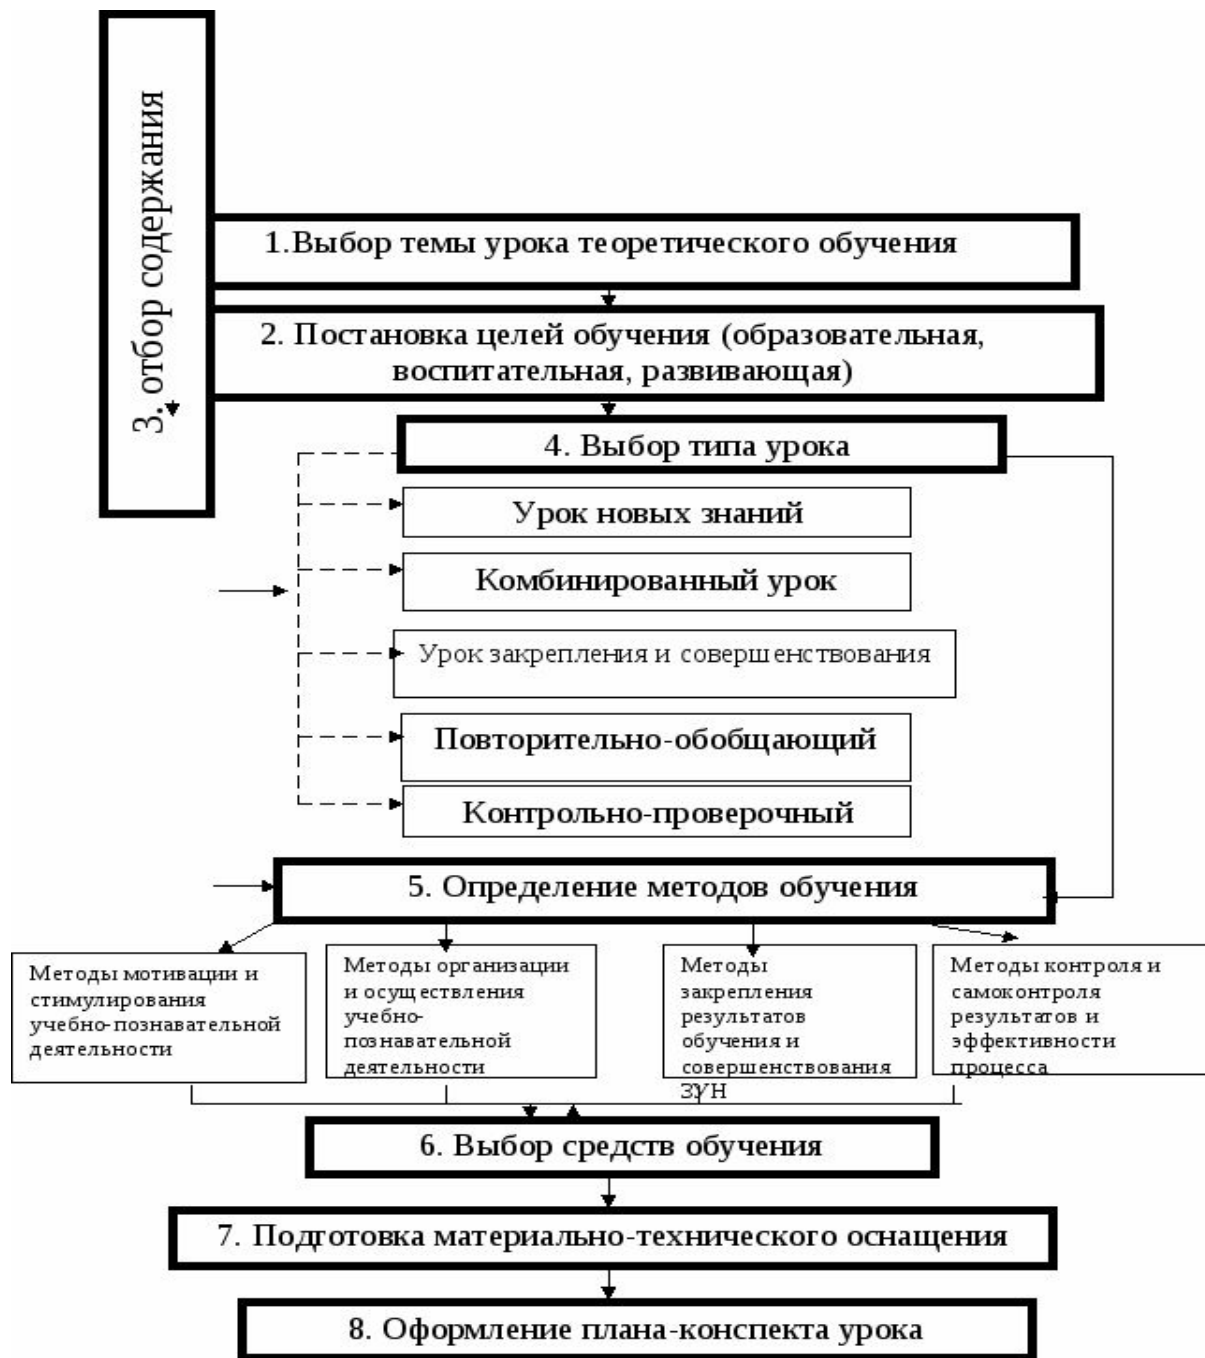 3. отбор содержания
1.Выбор темы урока теоретического обучения
2. Постановка целей обучения (образовательная,
воспитательная, развивающая)
4. Выбор типа урока
Урок новых знаний
Комбинированный урок
Урок закрепления и совершенствования
Повторительно-обобщающий
Контрольно-проверочный
5. Определение методов обучения
Методы мотивации и
стимулирования
учебно-познавательной
деятельности
Методы организации
и осуществления
учебно-
познавательной
деятельности
Методы
закрепления
результатов
обучения и
совершенствования
ЗУН
Методы контроля и
самоконтроля
результатов и
эффективности
процесса
6. Выбор средств обучения
7. Подготовка материально-технического оснащения
8. Оформление плана-конспекта урока